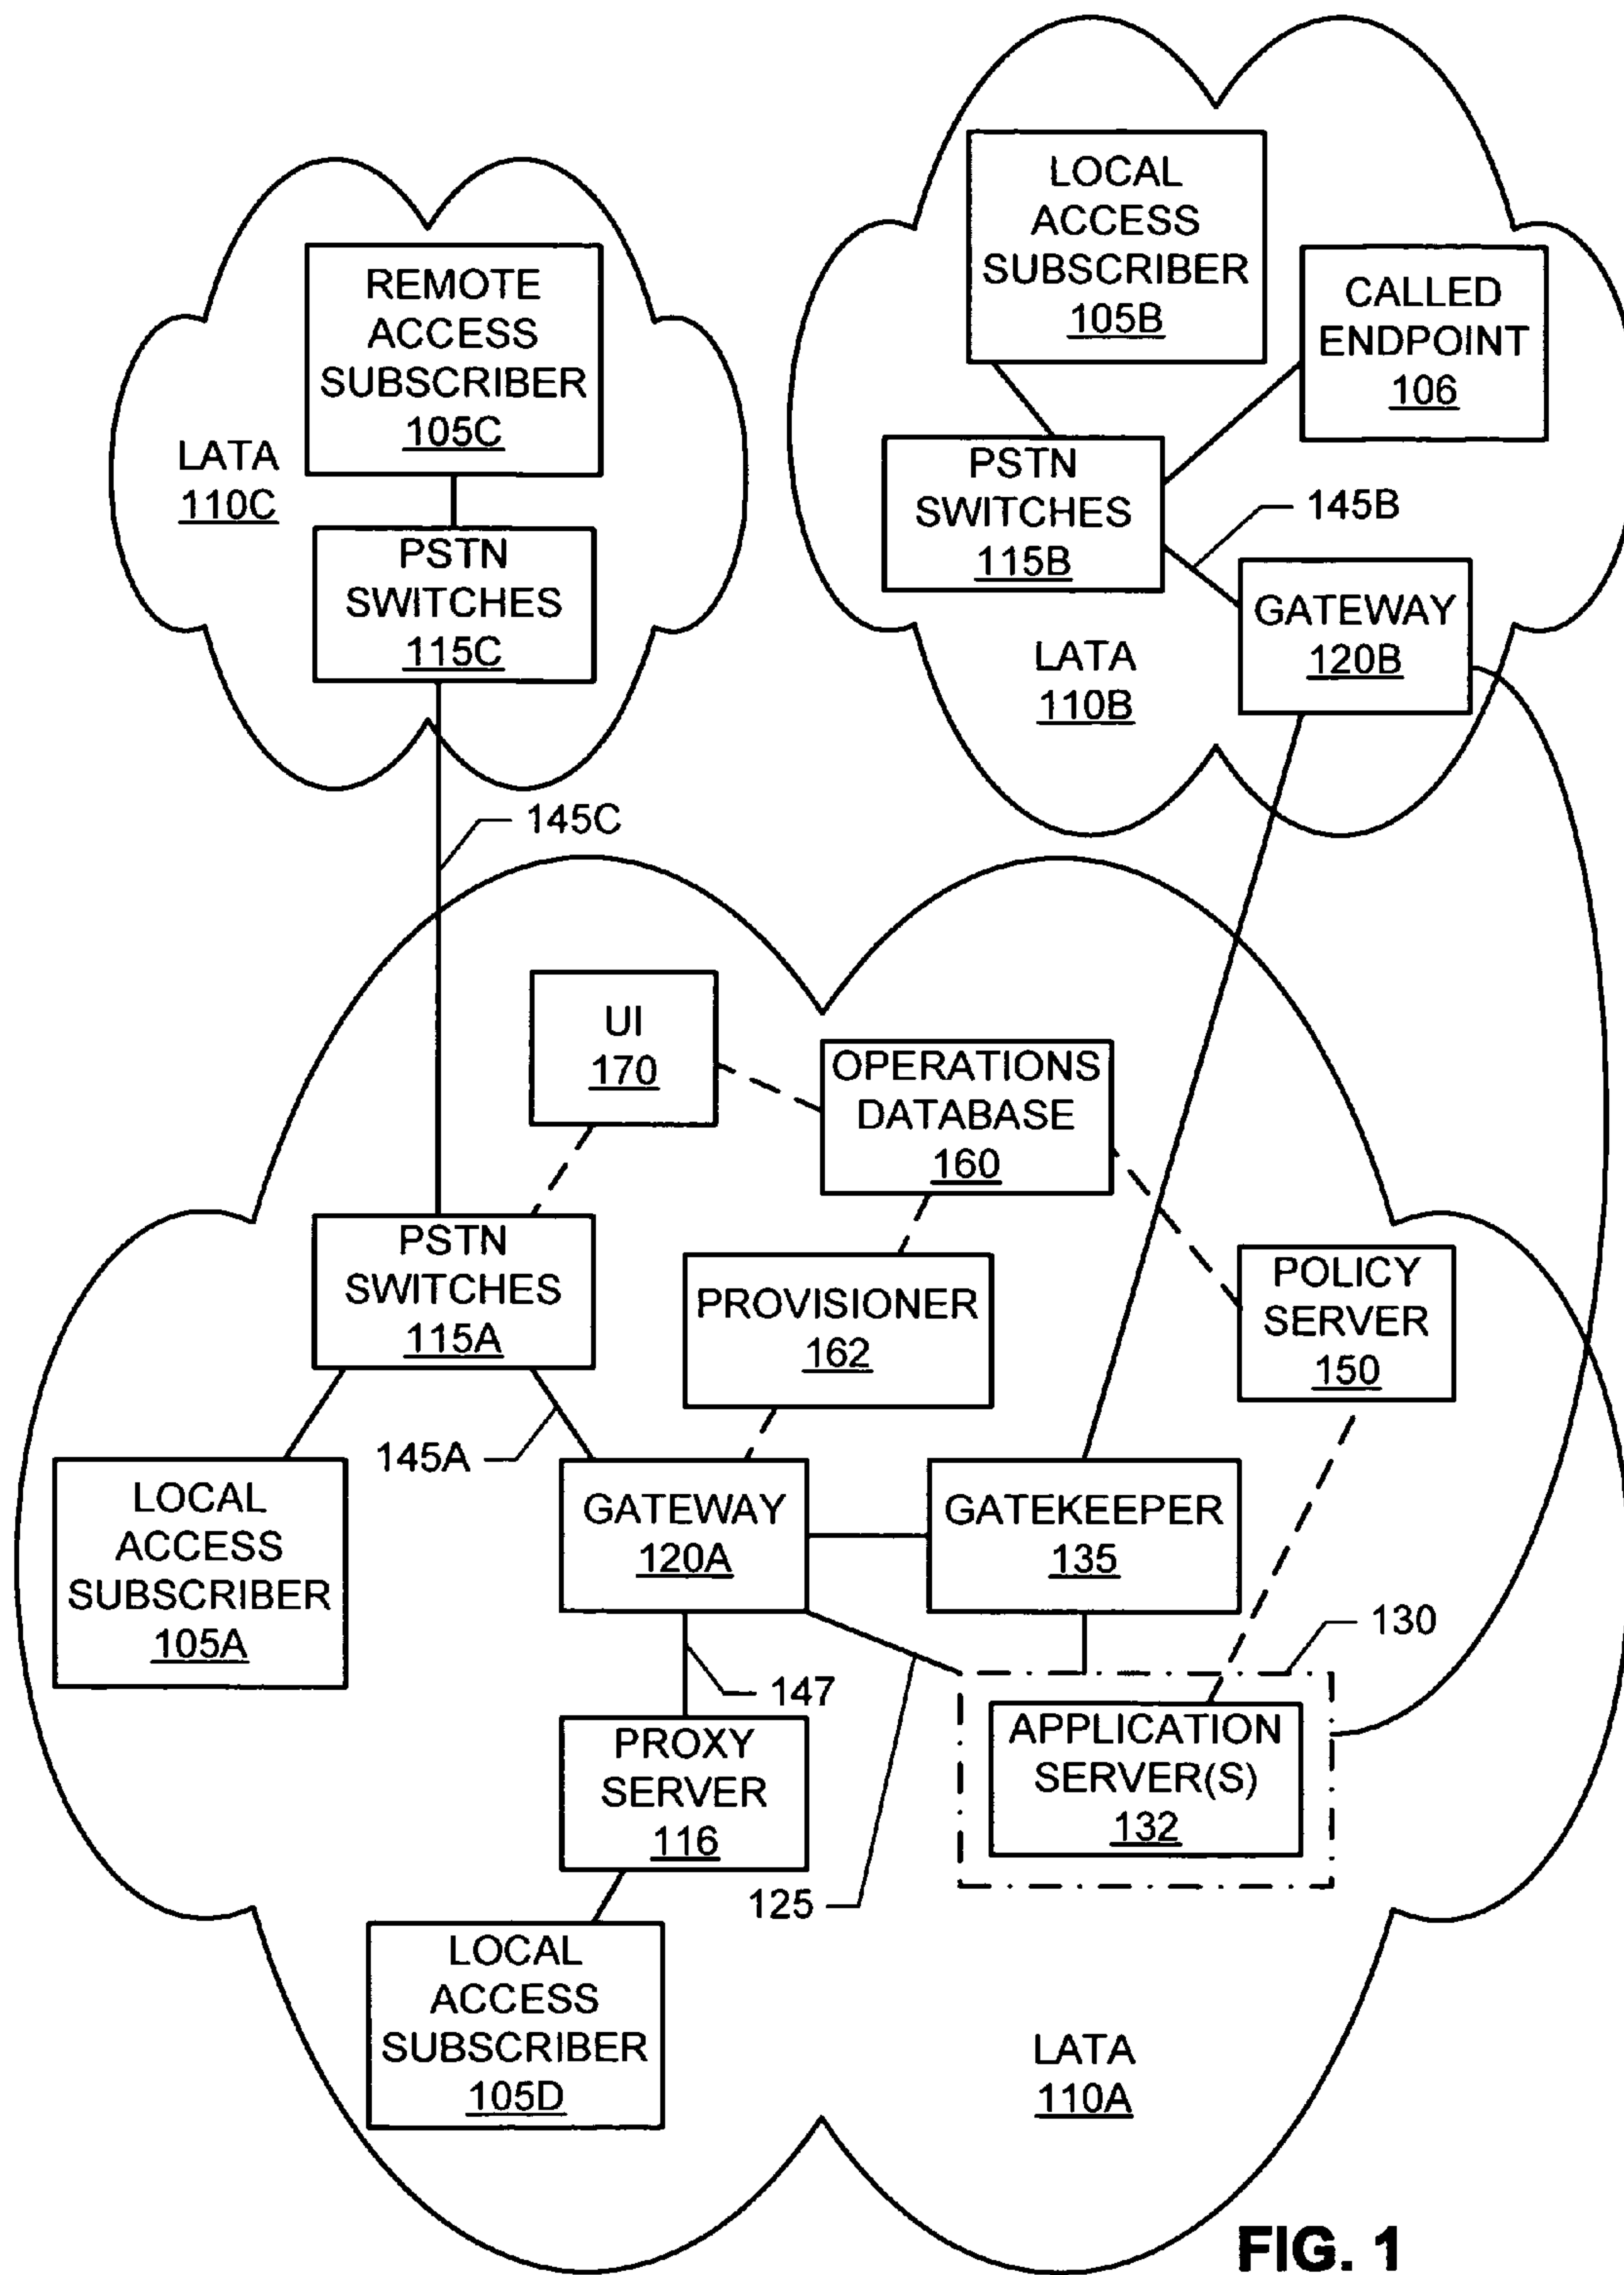 LOCAL
ACCESS
SUBSCRIBER
105B
CALLED
ENDPOINT
106
REMOTE
ACCESS
SUBSCRIBER
105C
LATA
110C
PSTN
SWITCHES
115B
145B
PSTN
SWITCHES
115C
GATEWAY
120B
LATA
110B
145C
UI
170
OPERATIONS
DATABASE
160
PSTN
SWITCHES
115A
PROVISIONER
162
POLICY
SERVER
150
145A
LOCAL
ACCESS
SUBSCRIBER
105A
GATEWAY
120A
GATEKEEPER
135
130
147
PROXY
SERVER
116
APPLICATION
SERVER(S)
132
125
LOCAL
ACCESS
SUBSCRIBER
105D
LATA
110A
FIG. 1